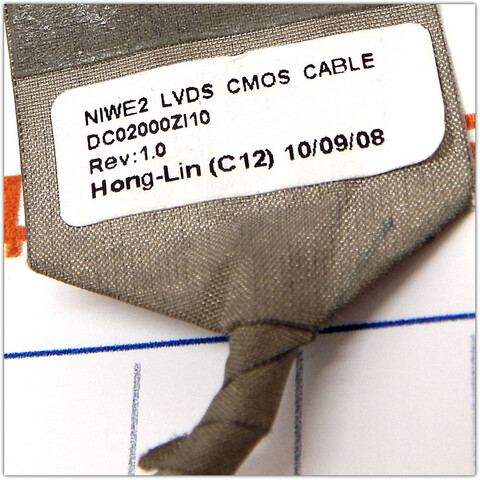 NIWE2 LVDS CMOS CABLE
DC02000ZI10
Rev:1.0
Hong-Lin (C12) 10/09/08